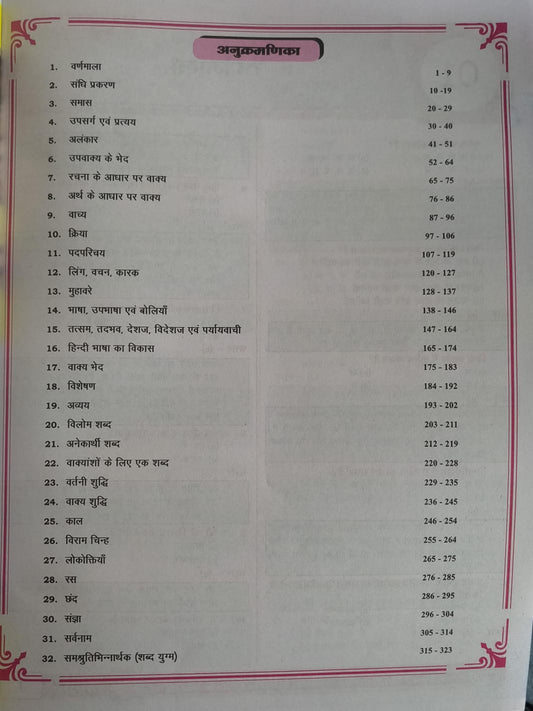 अनुक्रमणिका
1. वर्णमाला 1 - 9
2. संधि प्रकरण 10 -19
3. समास 20 - 29
4. उपसर्ग एवं प्रत्यय 30 - 40
5. अलंकार 41 - 51
6. उपवाक्य के भेद 52 - 64
7. रचना के आधार पर वाक्य 65 - 75
8. अर्थ के आधार पर वाक्य 76 - 86
9. वाच्य 87 - 96
10. क्रिया 97 - 106
11. पदपरिचय 107 - 119
12. लिंग, वचन, कारक 120 - 127
13. मुहावरे 128 - 137
14. भाषा, उपभाषा एवं बोलियाँ 138 - 146
15. तत्सम, तदभव, देशज, विदेशज एवं पर्यायवाची 147 - 164
16. हिन्दी भाषा का विकास 165 - 174
17. वाक्य भेद 175 - 183
18. विशेषण 184 - 192
19. अव्यय 193 - 202
20. विलोम शब्द 203 - 211
21. अनेकार्थी शब्द 212 - 219
22. वाक्यांशों के लिए एक शब्द 220 - 228
23. वर्तनी शुद्धि 229 - 235
24. वाक्य शुद्धि 236 - 245
25. काल 246 - 254
26. विराम चिन्ह 255 - 264
27. लोकोक्तियाँ 265 - 275
28. रस 276 - 285
29. छंद 286 - 295
30. संज्ञा 296 - 304
31. सर्वनाम 305 - 314
32. समश्रुतिभिन्नार्थक (शब्द युग्म) 315 - 323